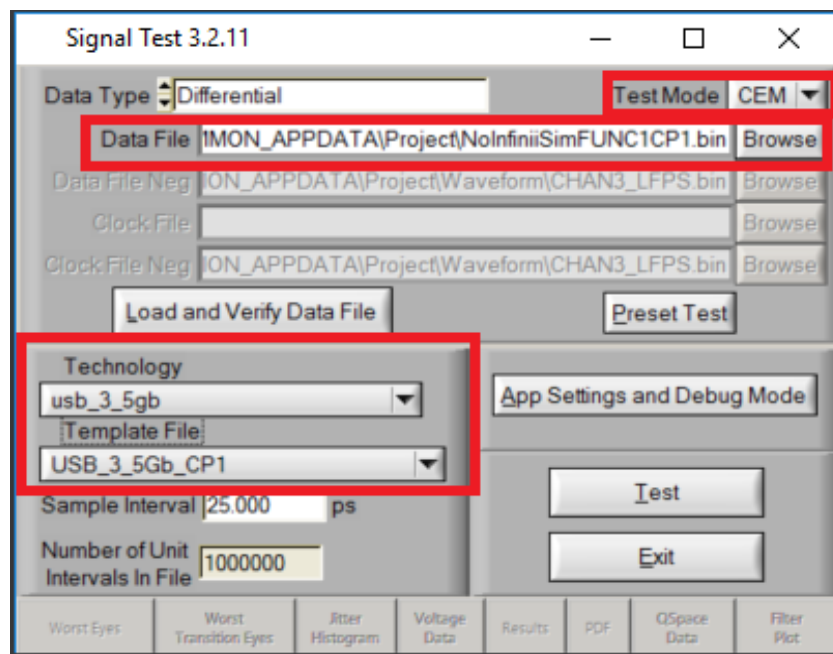 Signal Test 3.2.11
Data Type Differential Test Mode CEM
Data File 1MON_APPDATA\Project\NoInfiniiSimFUNC1CP1.bin Browse
Data File Neg ION_APPDATA\Project\Waveform\CHAN3_LFPS.bin Browse
Clock File Browse
Clock File Neg ION_APPDATA\Project\Waveform\CHAN3_LFPS.bin Browse
Load and Verify Data File Preset Test
Technology
usb_3_5gb
App Settings and Debug Mode
Template File
USB_3_5Gb_CP1
Sample Interval 25.000 ps
Test
Number of Unit
Intervals In File 1000000
Exit
Worst Eyes Worst Transition Eyes Jitter Histogram Voltage Data Results PDF QSpace Data Filter Plot